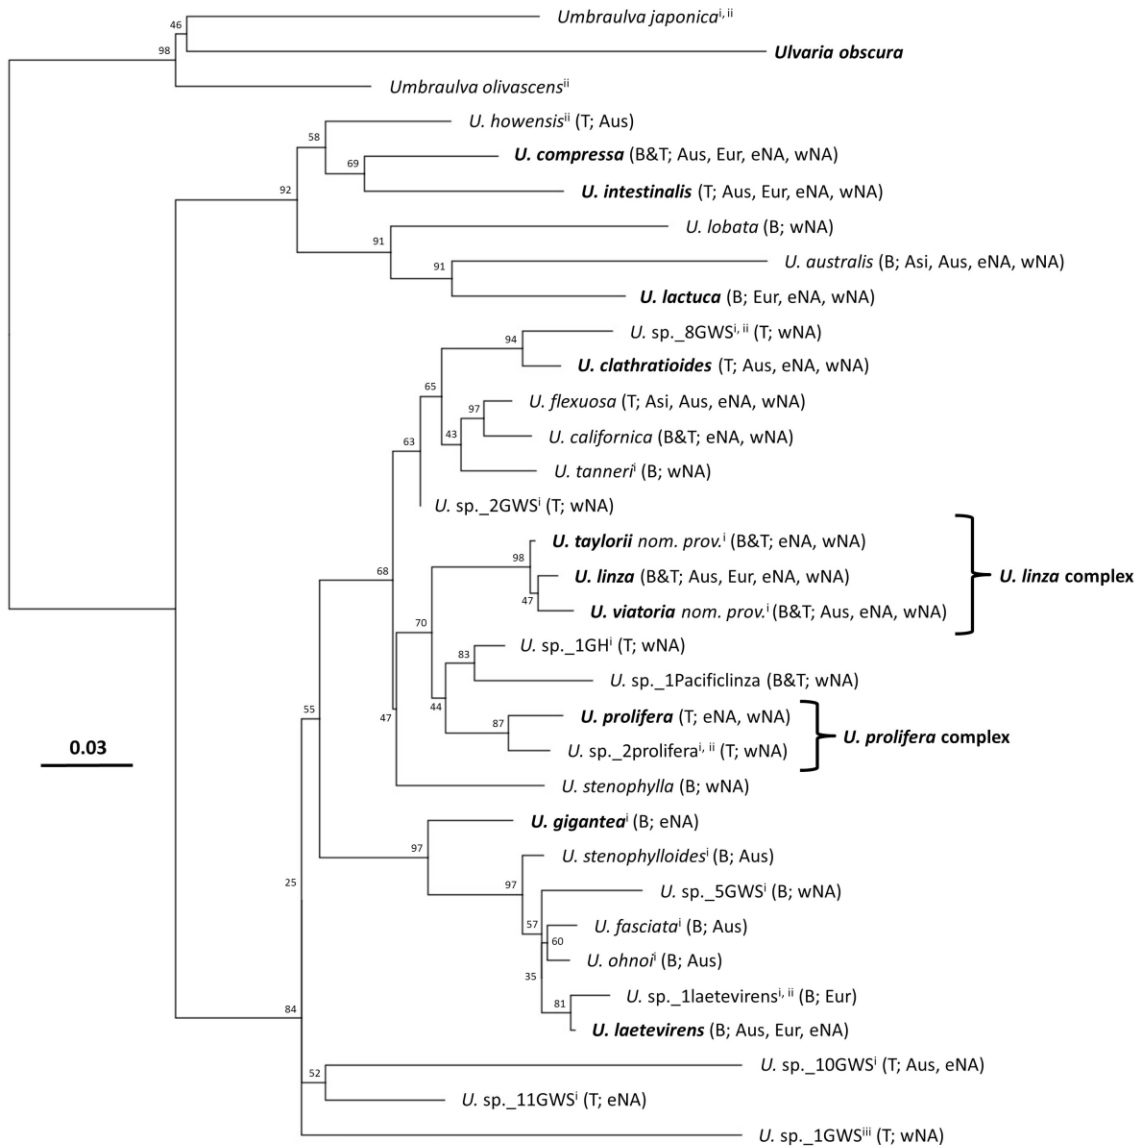 Umbraulva japonica^i, ii
46
Ulvaria obscura
98
Umbraulva olivascens^ii
U. howensis^ii (T; Aus)
58
U. compressa (B&T; Aus, Eur, eNA, wNA)
69
U. intestinalis (T; Aus, Eur, eNA, wNA)
92
U. lobata (B; wNA)
91
U. australis (B; Asi, Aus, eNA, wNA)
91
U. lactuca (B; Eur, eNA, wNA)
U. sp._8GWS^i, ii (T; wNA)
94
U. clathratioides (T; Aus, eNA, wNA)
65
U. flexuosa (T; Asi, Aus, eNA, wNA)
97
U. californica (B&T; eNA, wNA)
43
63
U. tanneri^i (B; wNA)
U. sp._2GWS^i (T; wNA)
U. taylorii nom. prov.^i (B&T; eNA, wNA)
98
U. linza (B&T; Aus, Eur, eNA, wNA)
U. linza complex
68
47
U. viatoria nom. prov.^i (B&T; Aus, eNA, wNA)
70
U. sp._1GH^i (T; wNA)
83
U. sp._1Pacificlinza (B&T; wNA)
44
55
47
U. prolifera (T; eNA, wNA)
87
U. prolifera complex
U. sp._2prolifera^i, ii (T; wNA)
0.03
U. stenophylla (B; wNA)
U. gigantea^i (B; eNA)
97
U. stenophylloides^i (B; Aus)
25
97
U. sp._5GWS^i (B; wNA)
57
U. fasciata^i (B; Aus)
60
U. ohnoi^i (B; Aus)
35
U. sp._1laetevirens^i, ii (B; Eur)
81
84
U. laetevirens (B; Aus, Eur, eNA)
U. sp._10GWS^i (T; Aus, eNA)
52
U. sp._11GWS^i (T; eNA)
U. sp._1GWS^iii (T; wNA)